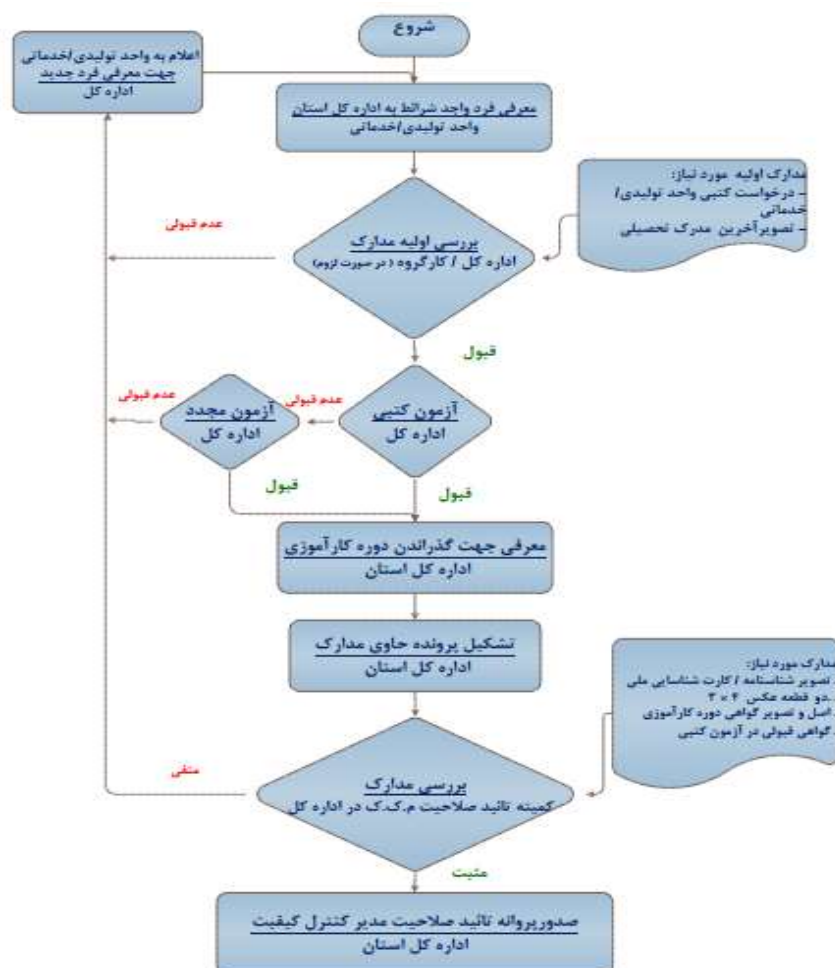 شروع
اعلام به واحد تولیدی/خدماتی
جهت معرفی فرد جدید
اداره کل
معرفی فرد واجد شرائط به اداره کل استان
واحد تولیدی/خدماتی
مدارک اولیه مورد نیاز:
- درخواست کتبی واحد تولیدی/
خدماتی
- تصویرآخرین مدرک تحصیلی
عدم قبولی
بررسی اولیه مدارک
اداره کل / کارگروه (در صورت لزوم)
قبول
عدم قبولی
عدم قبولی
آزمون کتبی
اداره کل
آزمون مجدد
اداره کل
قبول
قبول
معرفی جهت گذراندن دوره کارآموزی
اداره کل استان
تشکیل پرونده حاوی مدارک
اداره کل استان
مدارک مورد نیاز:
. تصویر شناسنامه / کارت شناسایی ملی
.دو قطعه عکس ۴ × ۳
. اصل و تصویر گواهی دوره کارآموزی
. گواهی قبولی در آزمون کتبی
منفی
بررسی مدارک
کمیته تائید صلاحیت م.ک.ک در اداره کل
مثبت
صدورپروانه تائید صلاحیت مدیر کنترل کیفیت
اداره کل استان